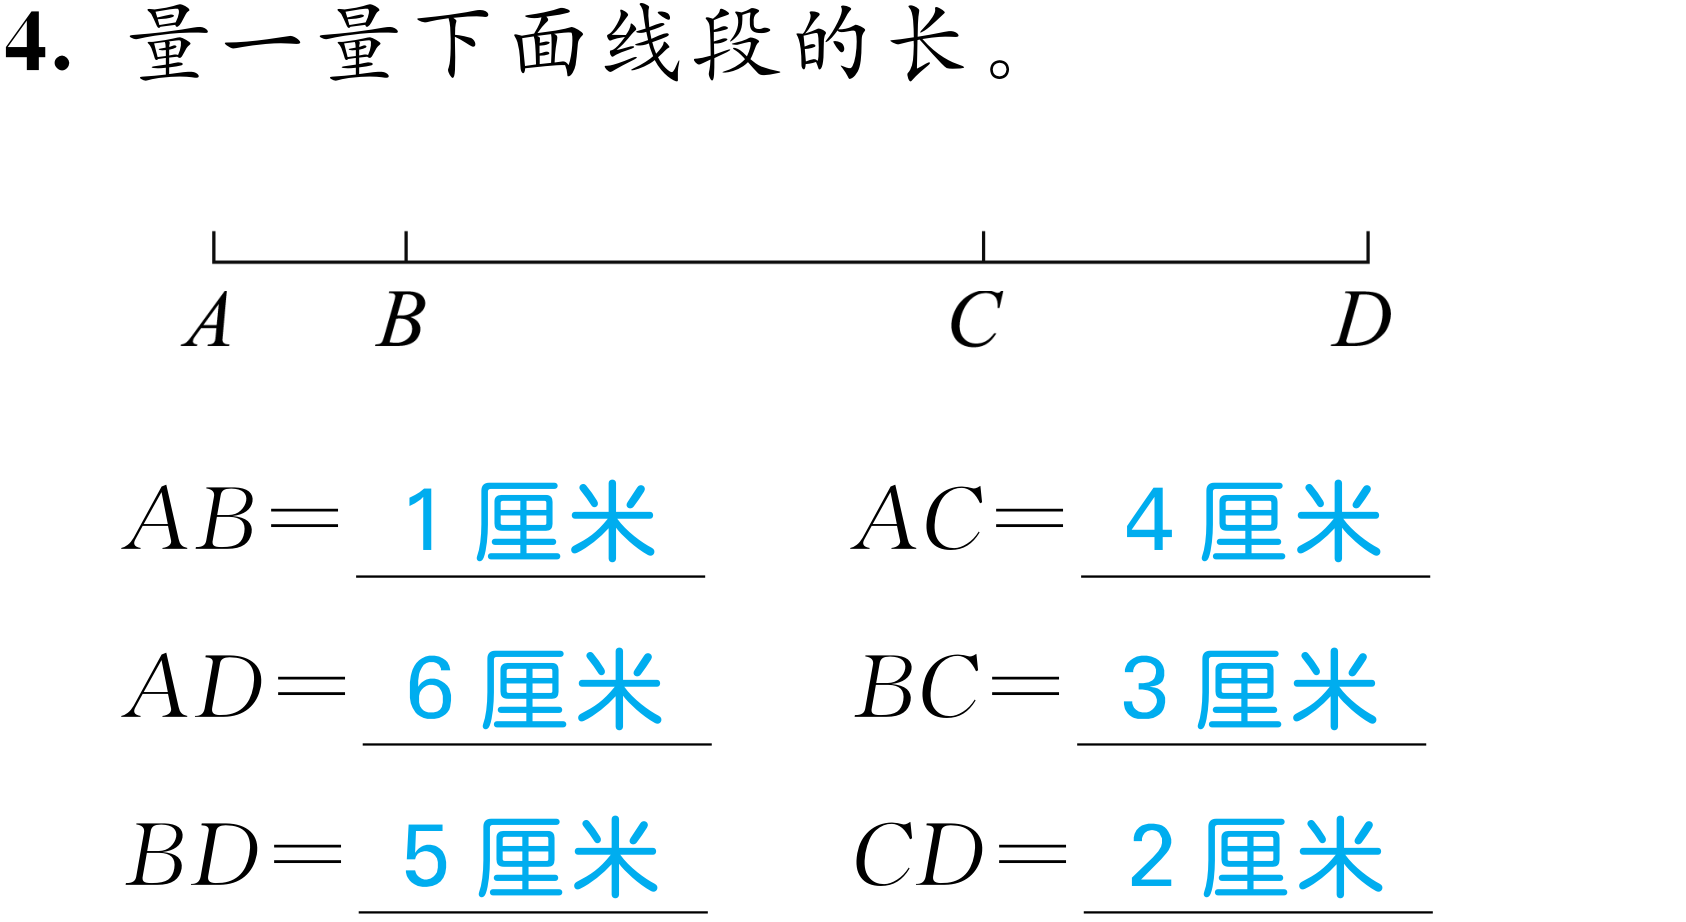 4. 量一量下面线段的长。
A B C D
AB= 1 厘米 AC= 4 厘米
AD= 6 厘米 BC= 3 厘米
BD= 5 厘米 CD= 2 厘米